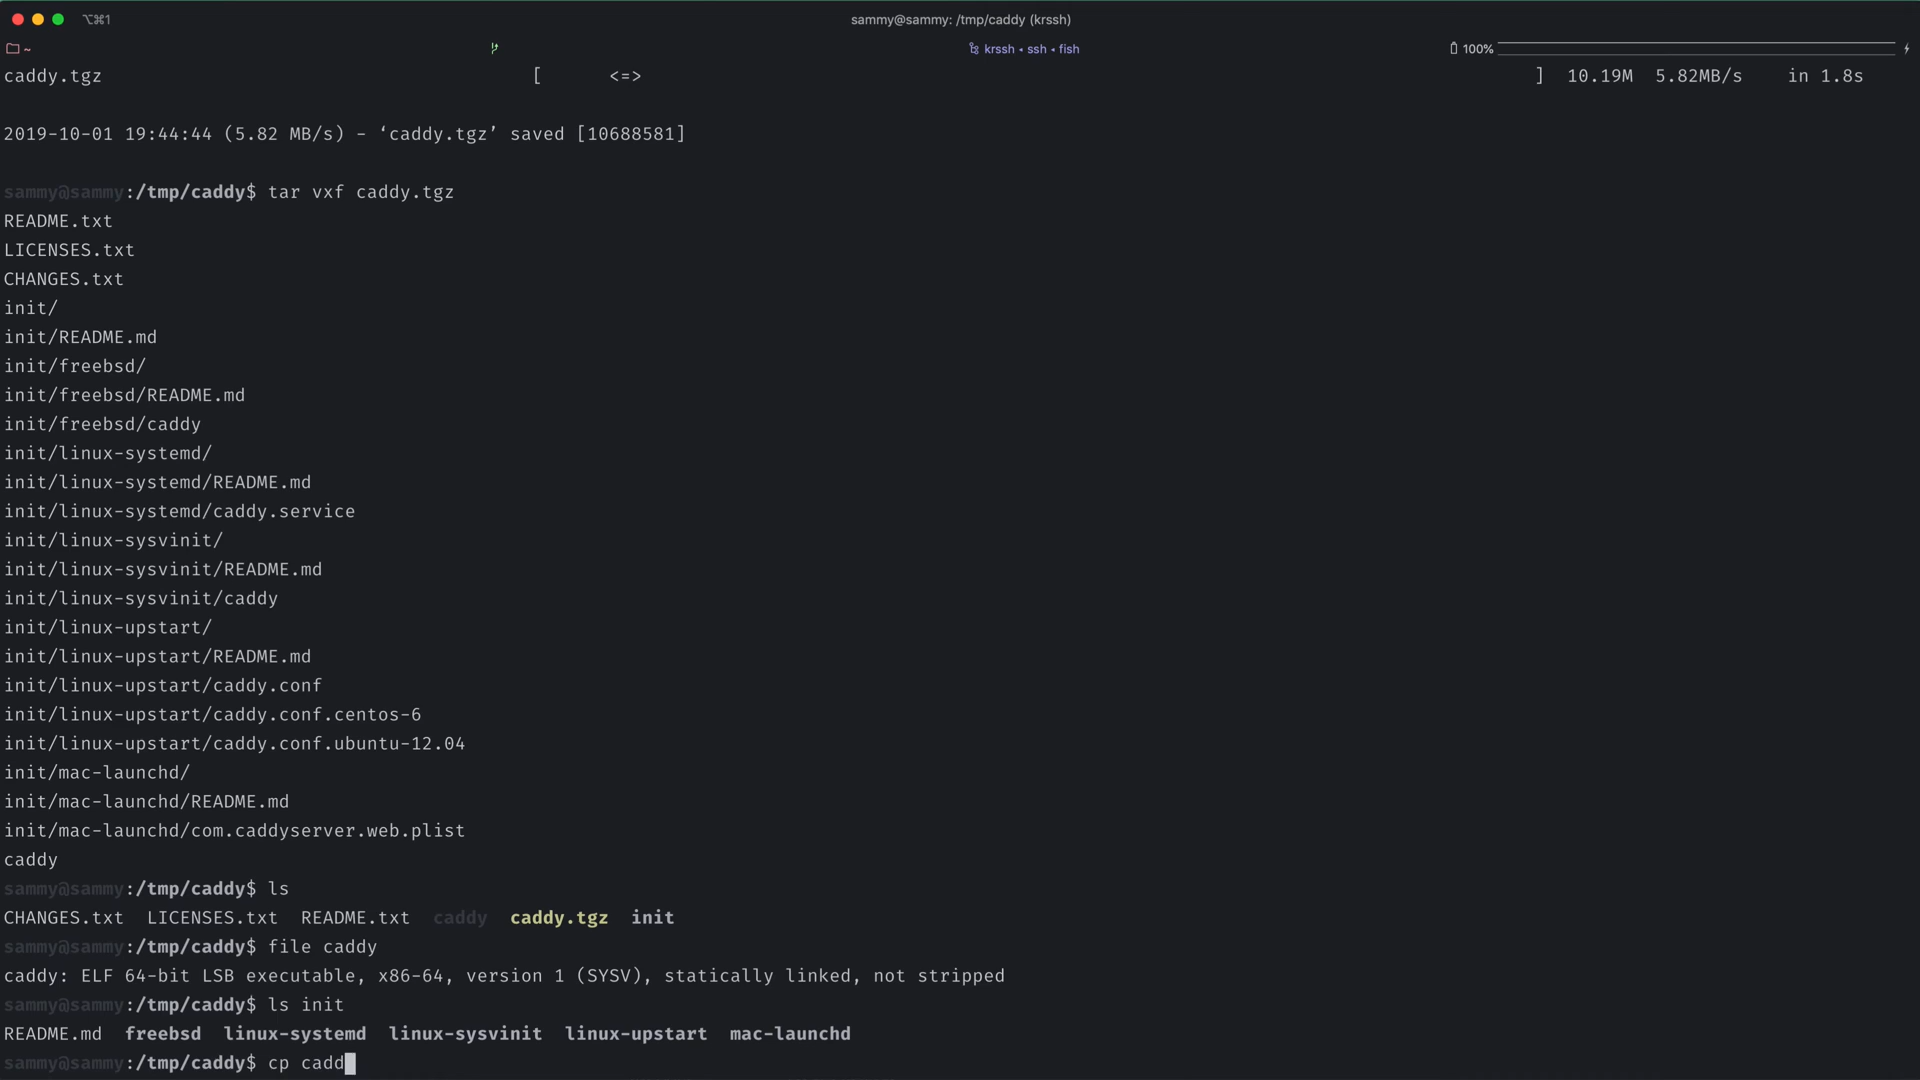 ⌥⌘1 sammy@sammy: /tmp/caddy (krssh)
~ krssh • ssh • fish 100%
caddy.tgz [ <=> ] 10.19M 5.82MB/s in 1.8s
2019-10-01 19:44:44 (5.82 MB/s) - ‘caddy.tgz’ saved [10688581]
sammy@sammy:/tmp/caddy$ tar vxf caddy.tgz
README.txt
LICENSES.txt
CHANGES.txt
init/
init/README.md
init/freebsd/
init/freebsd/README.md
init/freebsd/caddy
init/linux-systemd/
init/linux-systemd/README.md
init/linux-systemd/caddy.service
init/linux-sysvinit/
init/linux-sysvinit/README.md
init/linux-sysvinit/caddy
init/linux-upstart/
init/linux-upstart/README.md
init/linux-upstart/caddy.conf
init/linux-upstart/caddy.conf.centos-6
init/linux-upstart/caddy.conf.ubuntu-12.04
init/mac-launchd/
init/mac-launchd/README.md
init/mac-launchd/com.caddyserver.web.plist
caddy
sammy@sammy:/tmp/caddy$ ls
CHANGES.txt LICENSES.txt README.txt caddy caddy.tgz init
sammy@sammy:/tmp/caddy$ file caddy
caddy: ELF 64-bit LSB executable, x86-64, version 1 (SYSV), statically linked, not stripped
sammy@sammy:/tmp/caddy$ ls init
README.md freebsd linux-systemd linux-sysvinit linux-upstart mac-launchd
sammy@sammy:/tmp/caddy$ cp cadd